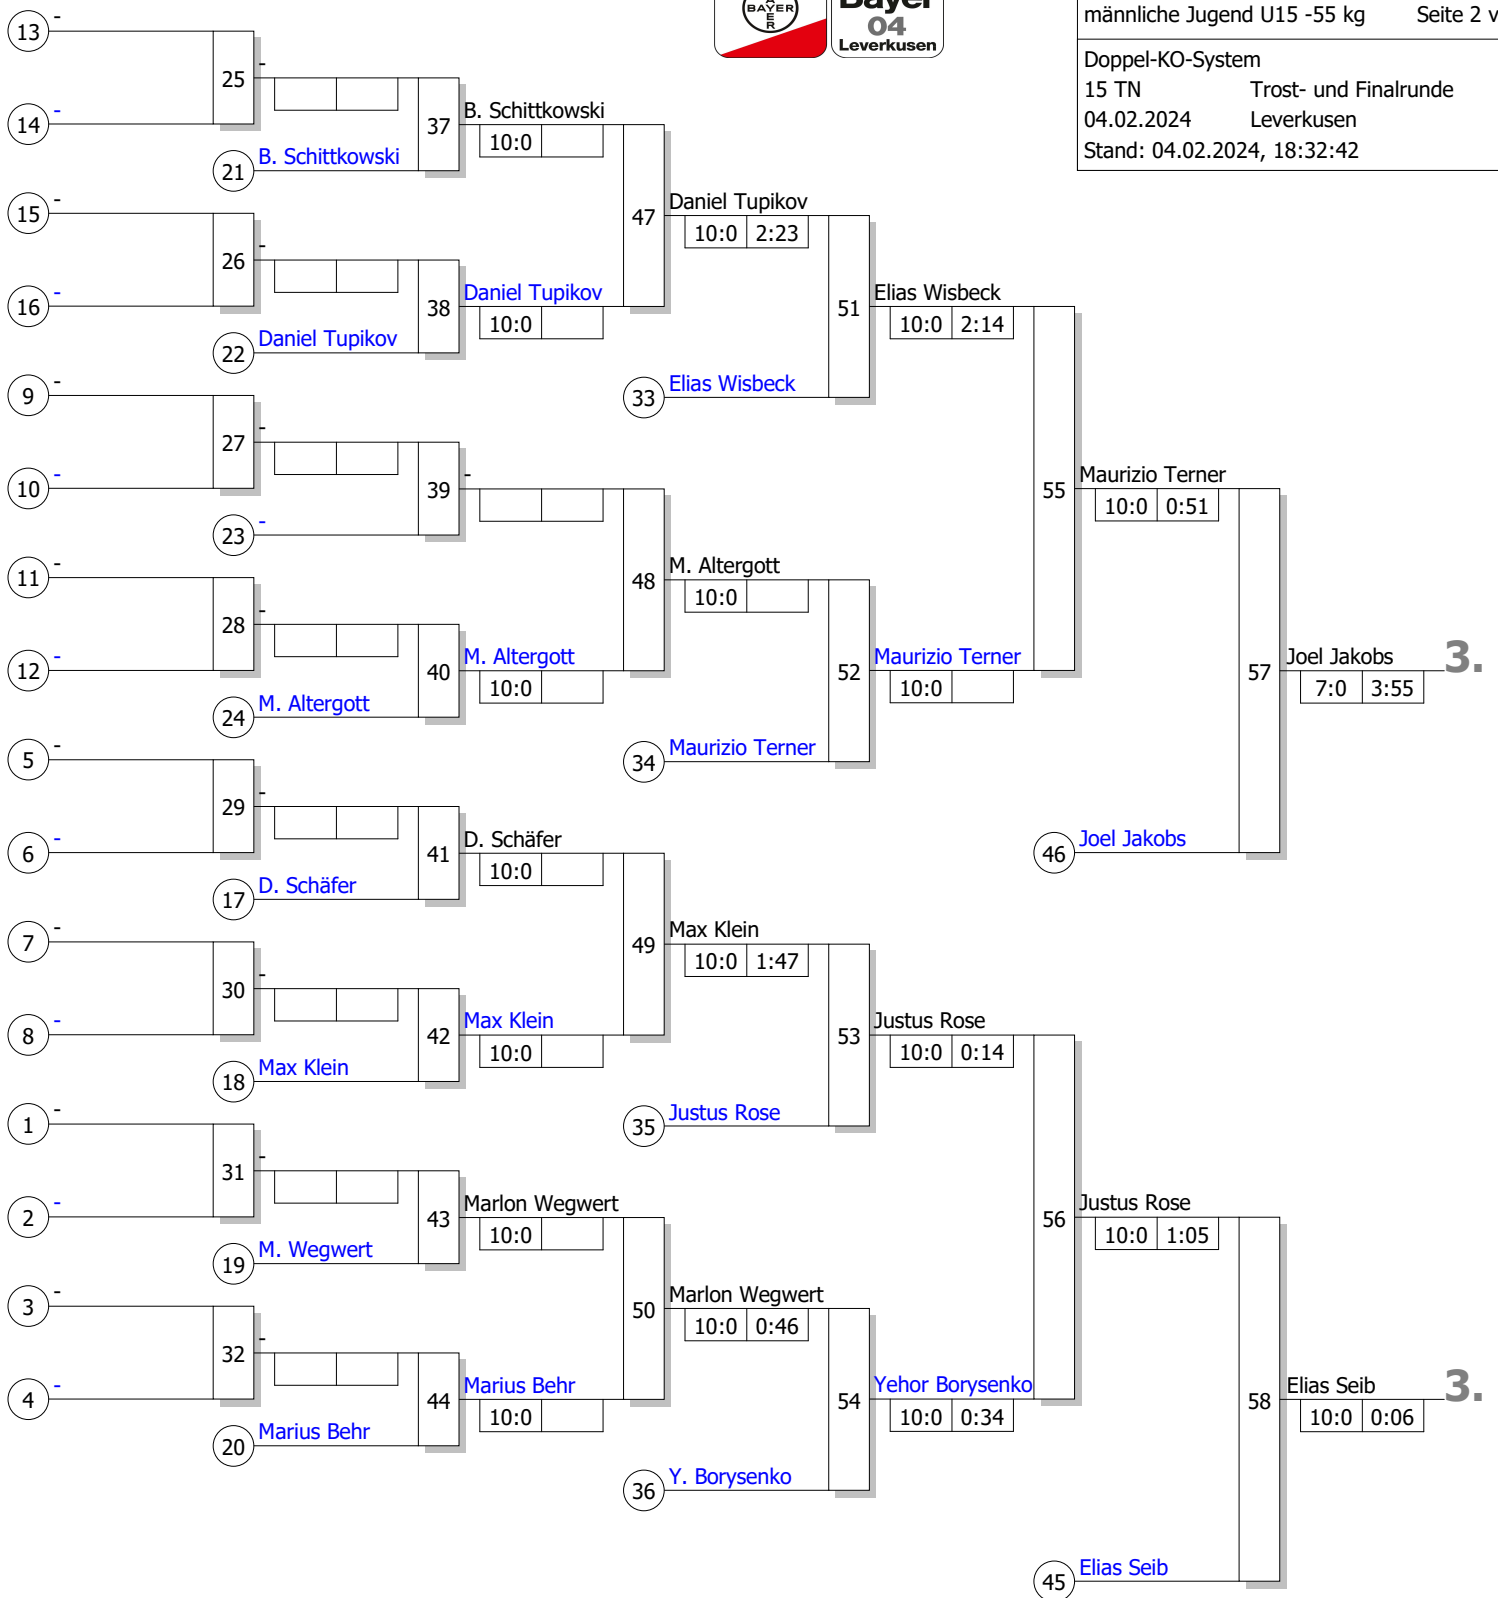 BAYER
E
R
Bayer
04
Leverkusen
männliche Jugend U15 -55 kg Seite 2 v
Doppel-KO-System
15 TN Trost- und Finalrunde
04.02.2024 Leverkusen
Stand: 04.02.2024, 18:32:42
13 -
25 -
14 -
37 B. Schittkowski
10:0
21 B. Schittkowski
47 Daniel Tupikov
10:0 2:23
15 -
26 -
16 -
38 Daniel Tupikov
10:0
22 Daniel Tupikov
51 Elias Wisbeck
10:0 2:14
33 Elias Wisbeck
9 -
27 -
10 -
39 -
23 -
55 Maurizio Terner
10:0 0:51
11 -
28 -
12 -
48 M. Altergott
10:0
40 M. Altergott
10:0
24 M. Altergott
52 Maurizio Terner
10:0
34 Maurizio Terner
57 Joel Jakobs 3.
7:0 3:55
5 -
29 -
6 -
41 D. Schäfer
10:0
17 D. Schäfer
46 Joel Jakobs
7 -
30 -
8 -
49 Max Klein
10:0 1:47
42 Max Klein
10:0
18 Max Klein
53 Justus Rose
10:0 0:14
35 Justus Rose
1 -
31 -
2 -
43 Marlon Wegwert
10:0
19 M. Wegwert
56 Justus Rose
10:0 1:05
3 -
32 -
4 -
50 Marlon Wegwert
10:0 0:46
44 Marius Behr
10:0
20 Marius Behr
54 Yehor Borysenko
10:0 0:34
36 Y. Borysenko
58 Elias Seib 3.
10:0 0:06
45 Elias Seib